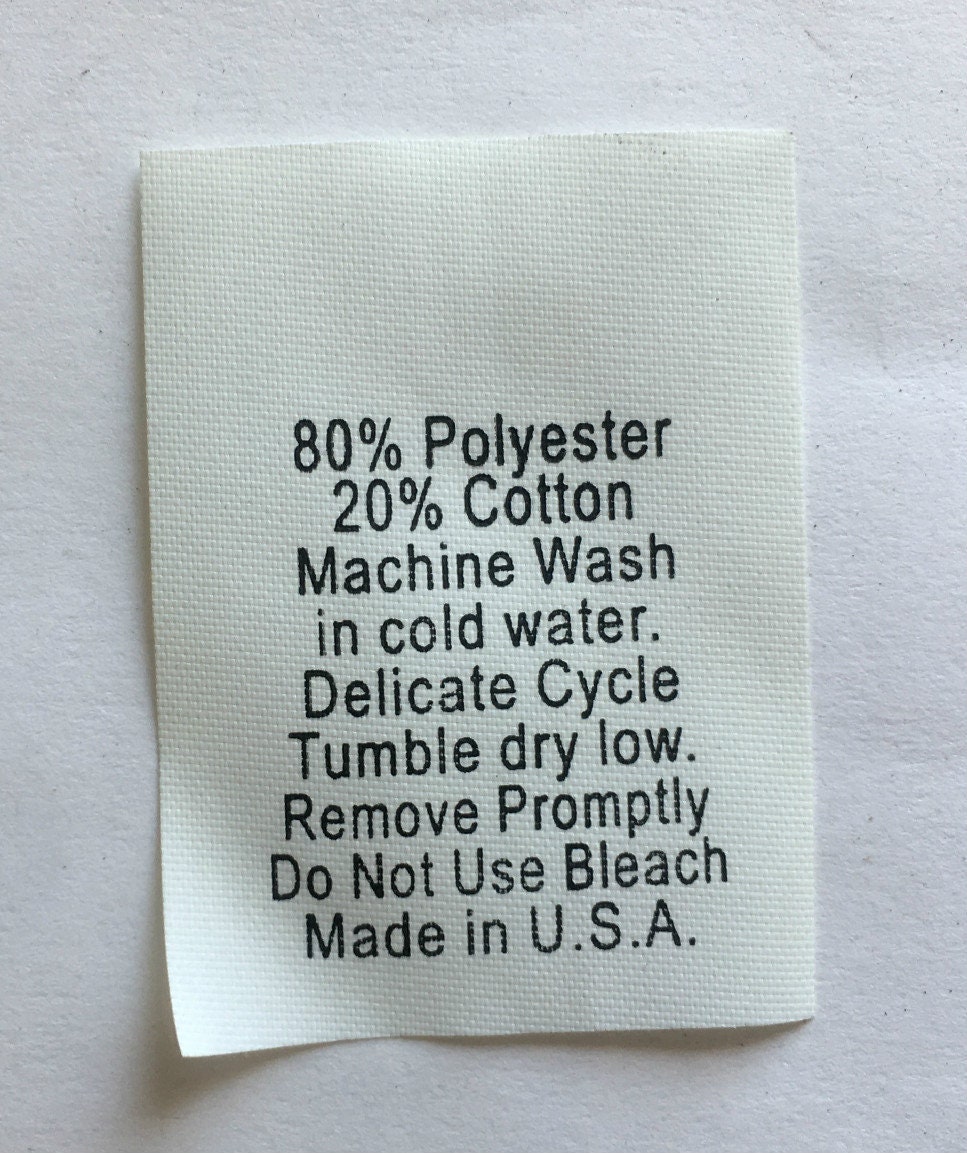 80% Polyester
20% Cotton
Machine Wash
in cold water.
Delicate Cycle
Tumble dry low.
Remove Promptly
Do Not Use Bleach
Made in U.S.A.